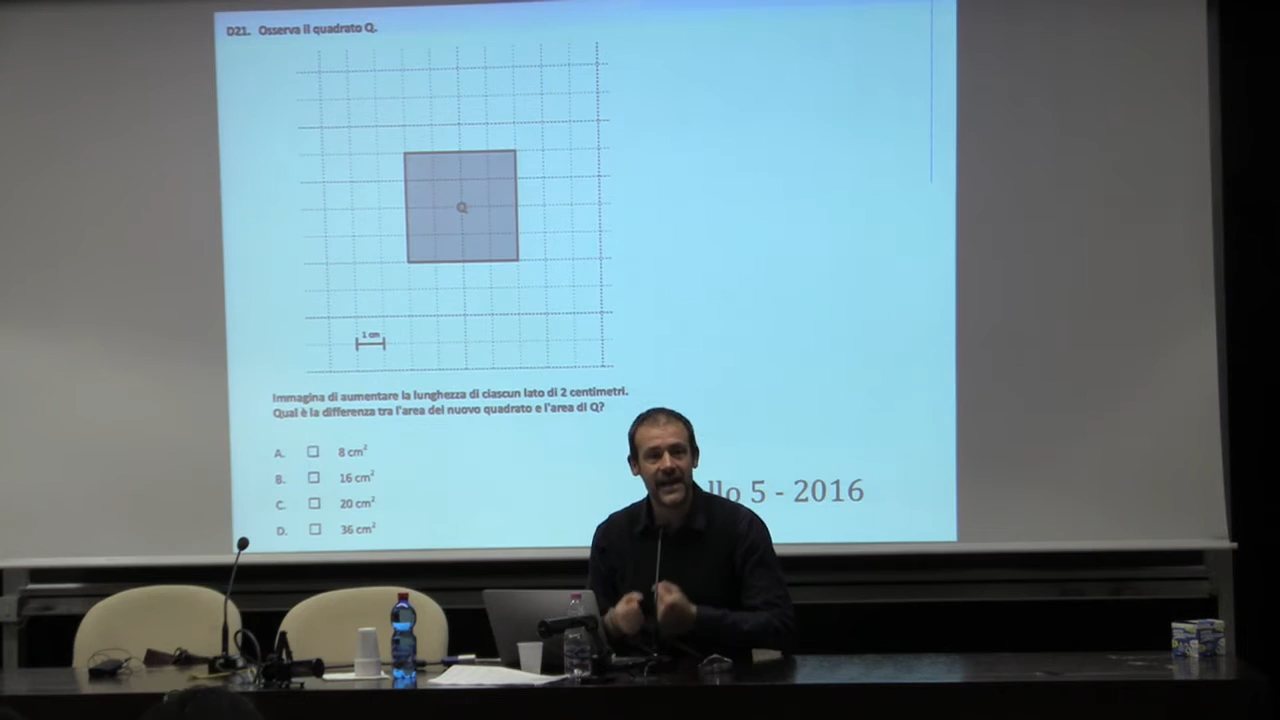 D21. Osserva il quadrato Q.
Q
1 cm
Immagina di aumentare la lunghezza di ciascun lato di 2 centimetri.
Qual è la differenza tra l'area del nuovo quadrato e l'area di Q?
A. 8 cm²
B. 16 cm²
C. 20 cm²
D. 36 cm²
llo 5 - 2016